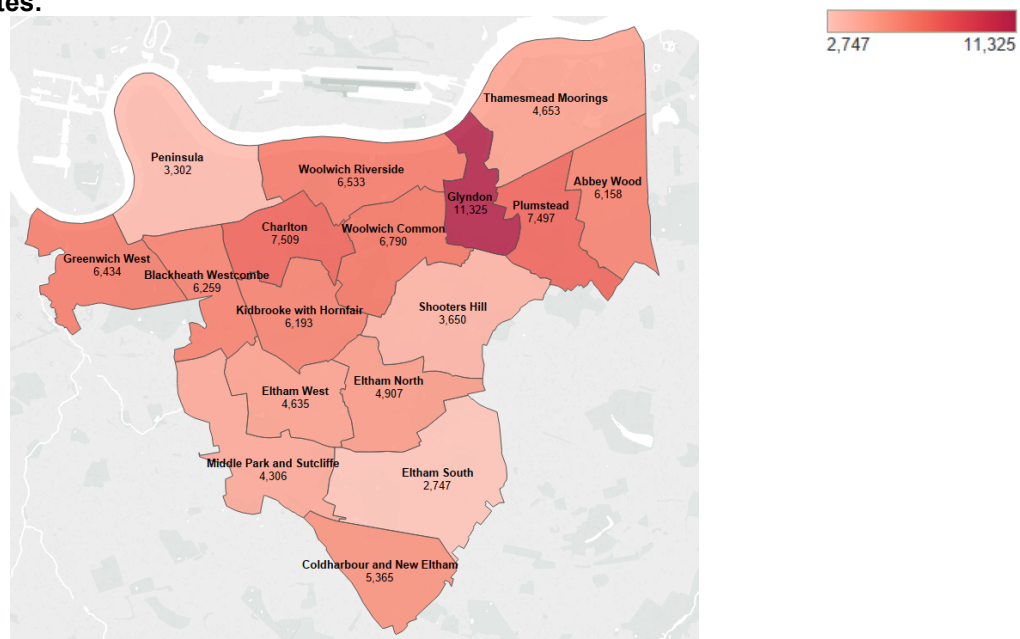 tes:
2,747 11,325
Thamesmead Moorings
4,653
Peninsula
3,302
Woolwich Riverside
6,533
Abbey Wood
6,158
Glyndon
11,325
Plumstead
7,497
Charlton
7,509
Woolwich Common
6,790
Greenwich West
6,434
Blackheath Westcombe
6,259
Kidbrooke with Hornfair
6,193
Shooters Hill
3,650
Eltham West
4,635
Eltham North
4,907
Middle Park and Sutcliffe
4,306
Eltham South
2,747
Coldharbour and New Eltham
5,365